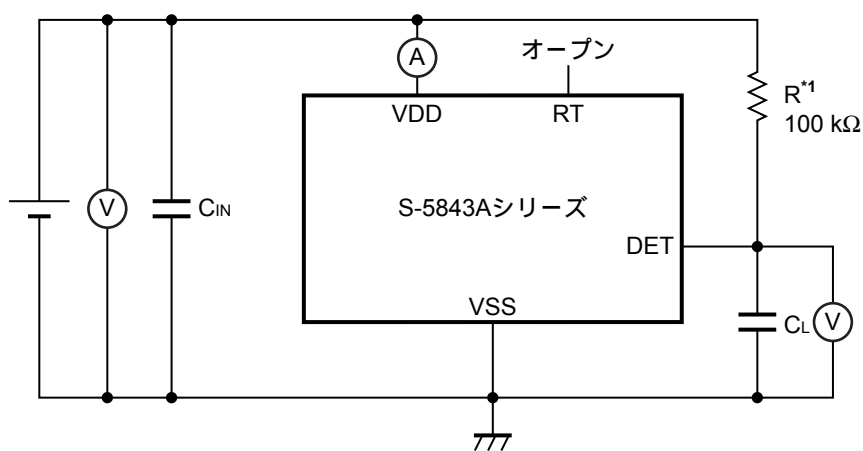 A
オープン
VDD
RT
R*1
100 kΩ
V
CIN
S-5843Aシリーズ
DET
VSS
CL
V